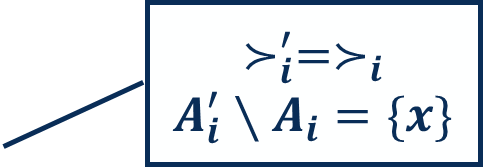 ≻′ᵢ=≻ᵢ
A′ᵢ \ Aᵢ = {x}